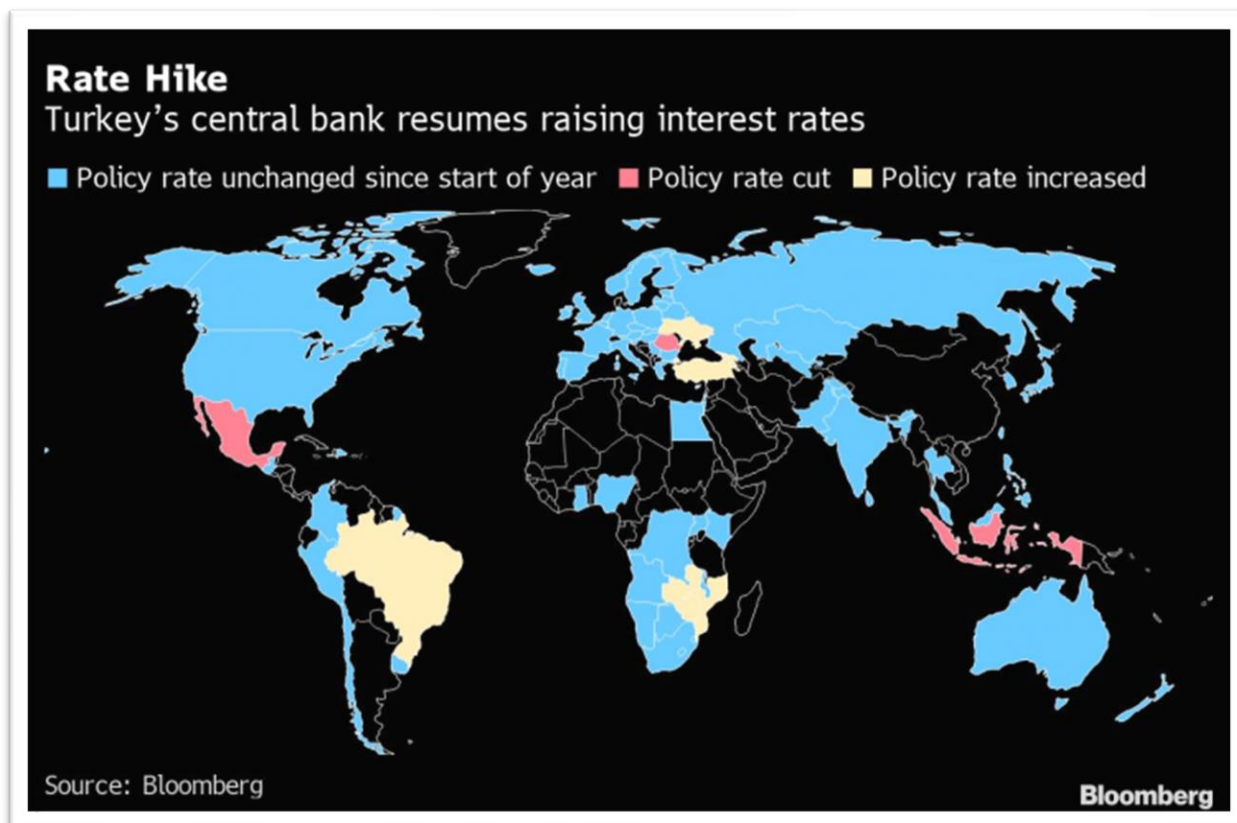 Rate Hike
Turkey’s central bank resumes raising interest rates
Policy rate unchanged since start of year Policy rate cut Policy rate increased
Source: Bloomberg
Bloomberg